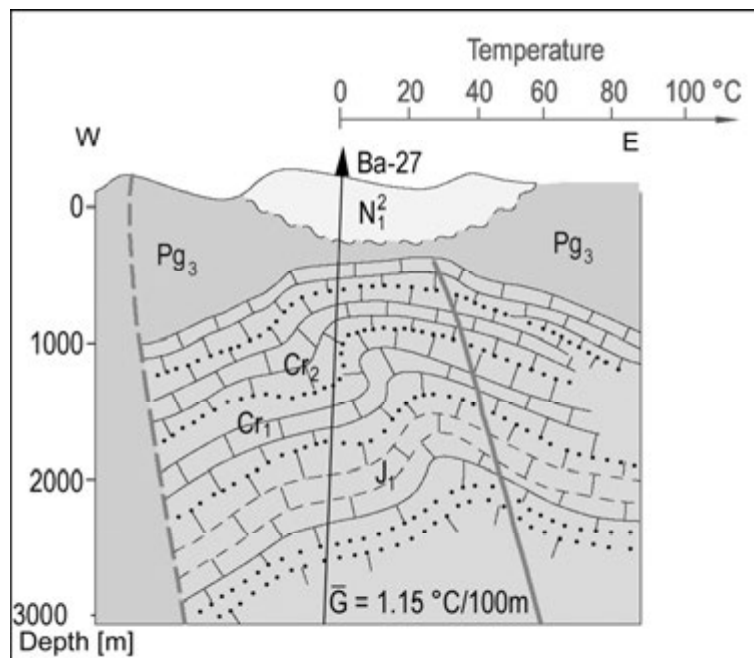 Temperature
0 20 40 60 80 100 °C
W
E
Ba-27
0
N₁²
Pg₃
Pg₃
1000
Cr₂
Cr₁
2000
J₁
3000
G̅ = 1.15 °C/100m
Depth [m]